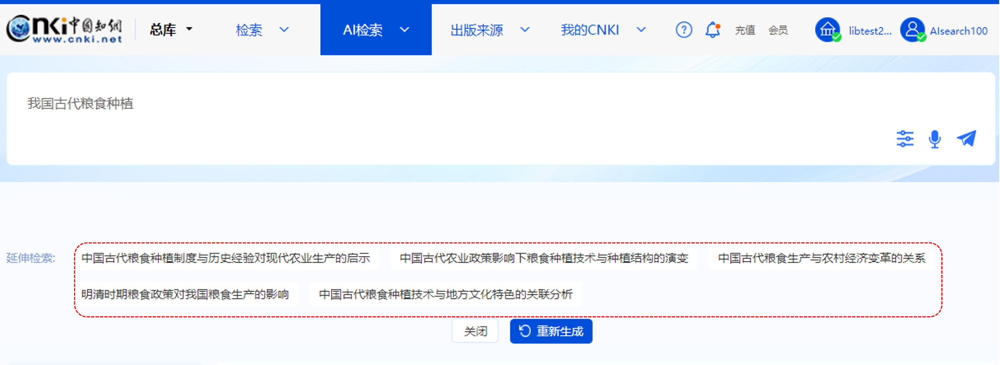 cnki中国知网
www.cnki.net
总库
检索
AI检索
出版来源
我的CNKI
?
充值
会员
libtest2...
AIsearch100
我国古代粮食种植
延伸检索:
中国古代粮食种植制度与历史经验对现代农业生产的启示
中国古代农业政策影响下粮食种植技术与种植结构的演变
中国古代粮食生产与农村经济变革的关系
明清时期粮食政策对我国粮食生产的影响
中国古代粮食种植技术与地方文化特色的关联分析
关闭
重新生成